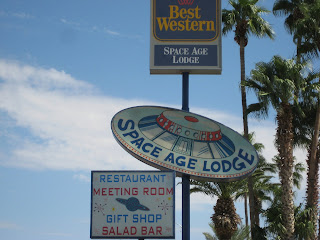 Best
Western
SPACE AGE
LODGE
SPACE AGE LODGE
RESTAURANT
MEETING ROOM
GIFT SHOP
SALAD BAR